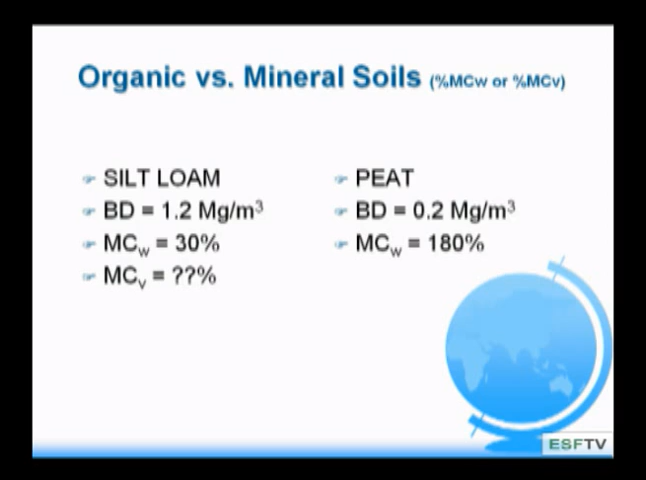 Organic vs. Mineral Soils (%MCw or %MCv)
SILT LOAM
BD = 1.2 Mg/m³
MCw = 30%
MCv = ??%
PEAT
BD = 0.2 Mg/m³
MCw = 180%
ESFTV